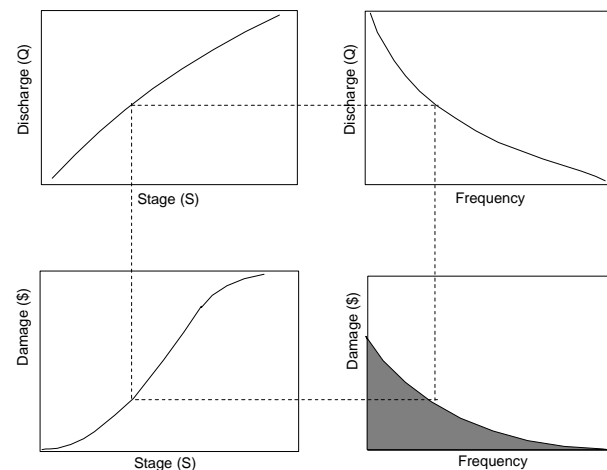 Discharge (Q)
Stage (S)
Discharge (Q)
Frequency
Damage ($)
Stage (S)
Damage ($)
Frequency